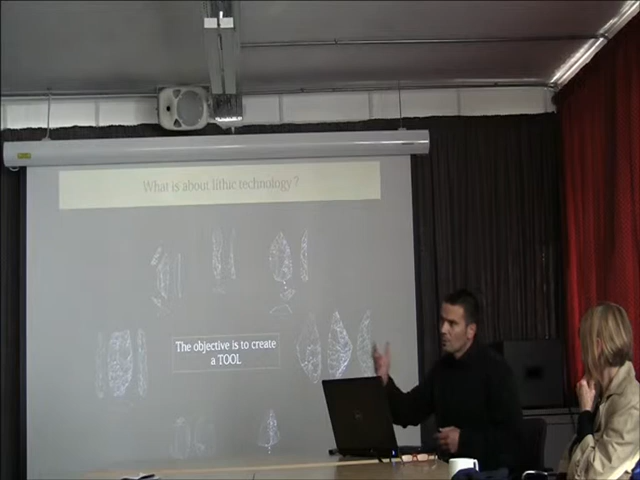 What is about lithic technology?
The objective is to create
a TOOL